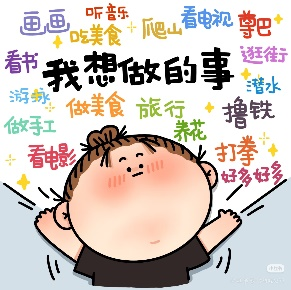 画画
听音乐
吃美食
爬山
看电视
蹲吧
看书
我想做的事
逛街
游泳
潜水
做美食
旅行
撸铁
做手工
养花
看电影
打拳
好多好多